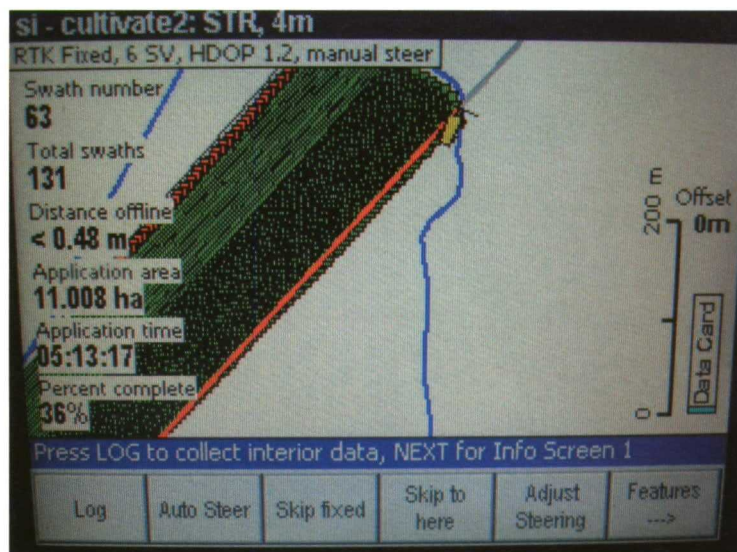 si - cultivate2: STR, 4m
RTK Fixed, 6 SV, HDOP 1.2, manual steer
Swath number
63
Total swaths
131
Distance offline
< 0.48 m
Application area
11.008 ha
Application time
05:13:17
Percent complete
36%
200 m
0
Offset
0m
Data Card
Press LOG to collect interior data, NEXT for Info Screen 1
Log
Auto Steer
Skip fixed
Skip to
here
Adjust
Steering
Features
--->